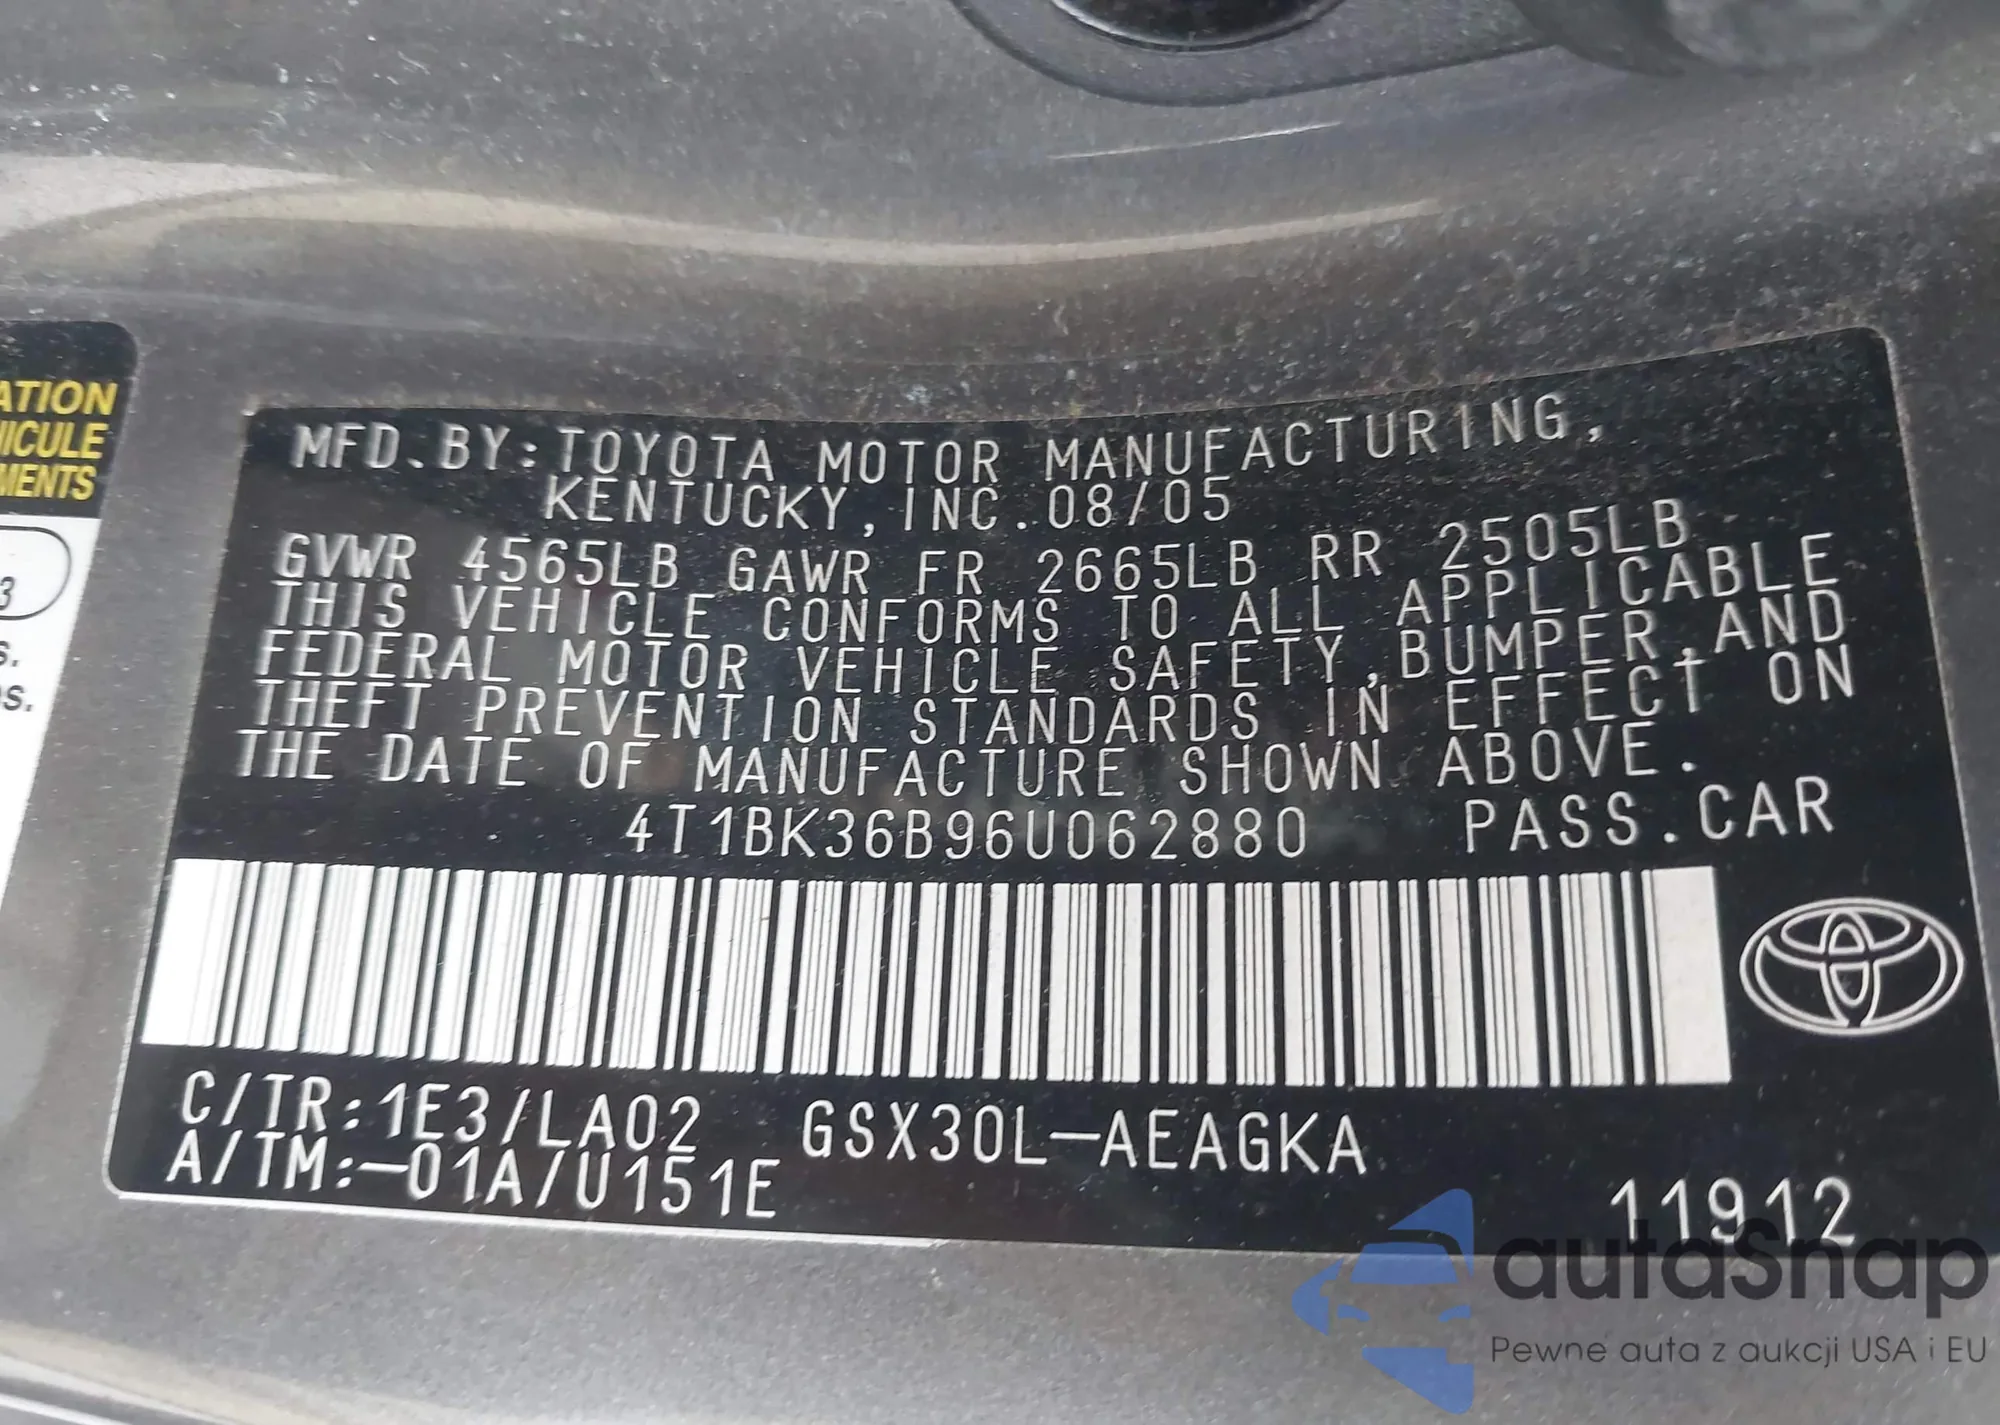 ATION
HICULE
MENTS
3
s.
s.
MFD.BY:TOYOTA MOTOR MANUFACTURING,
KENTUCKY,INC.08/05
GVWR 4565LB GAWR FR 2665LB RR 2505LB
THIS VEHICLE CONFORMS TO ALL APPLICABLE
FEDERAL MOTOR VEHICLE SAFETY,BUMPER,AND
THEFT PREVENTION STANDARDS IN EFFECT ON
THE DATE OF MANUFACTURE SHOWN ABOVE.
4T1BK36B96U062880 PASS.CAR
C/TR:1E3/LA02 GSX30L-AEAGKA
A/TM:-01A/U151E
11912
autaSnap
Pewne auta z aukcji USA i EU